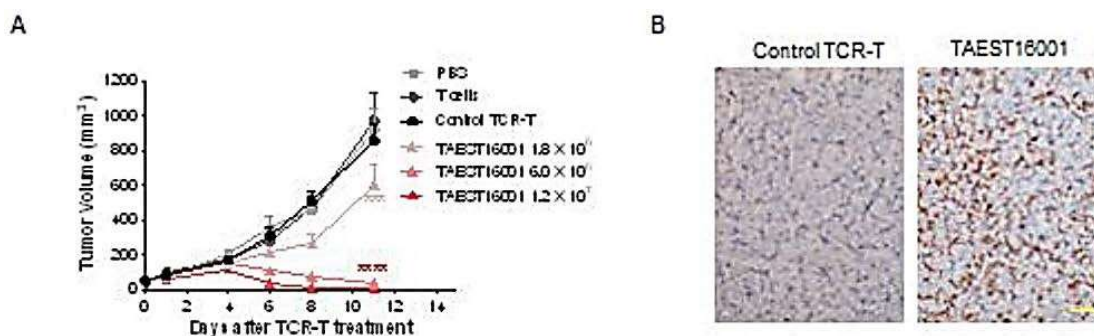 A
B
Control TCR-T
TAEST16001
1200
1000
800
600
400
200
0
Tumor Volume (mm³)
0 2 4 6 8 10 12 14
Days after TCR-T treatment
PBS
T cells
Control TCR-T
TAEST16001 1.8 × 10⁶
TAEST16001 6.0 × 10⁶
TAEST16001 1.2 × 10⁷